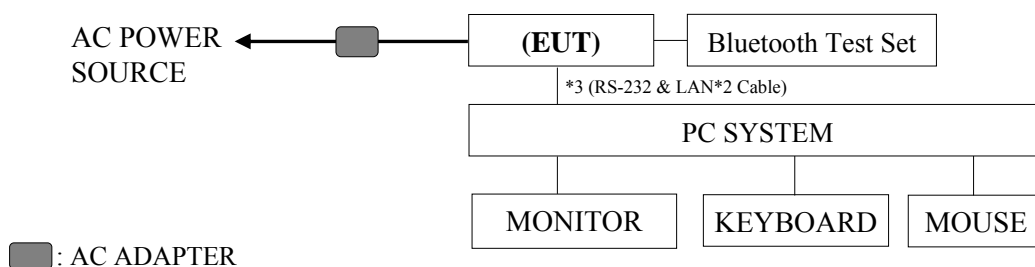 AC POWER
SOURCE
(EUT)
Bluetooth Test Set
*3 (RS-232 & LAN*2 Cable)
PC SYSTEM
MONITOR
KEYBOARD
MOUSE
: AC ADAPTER